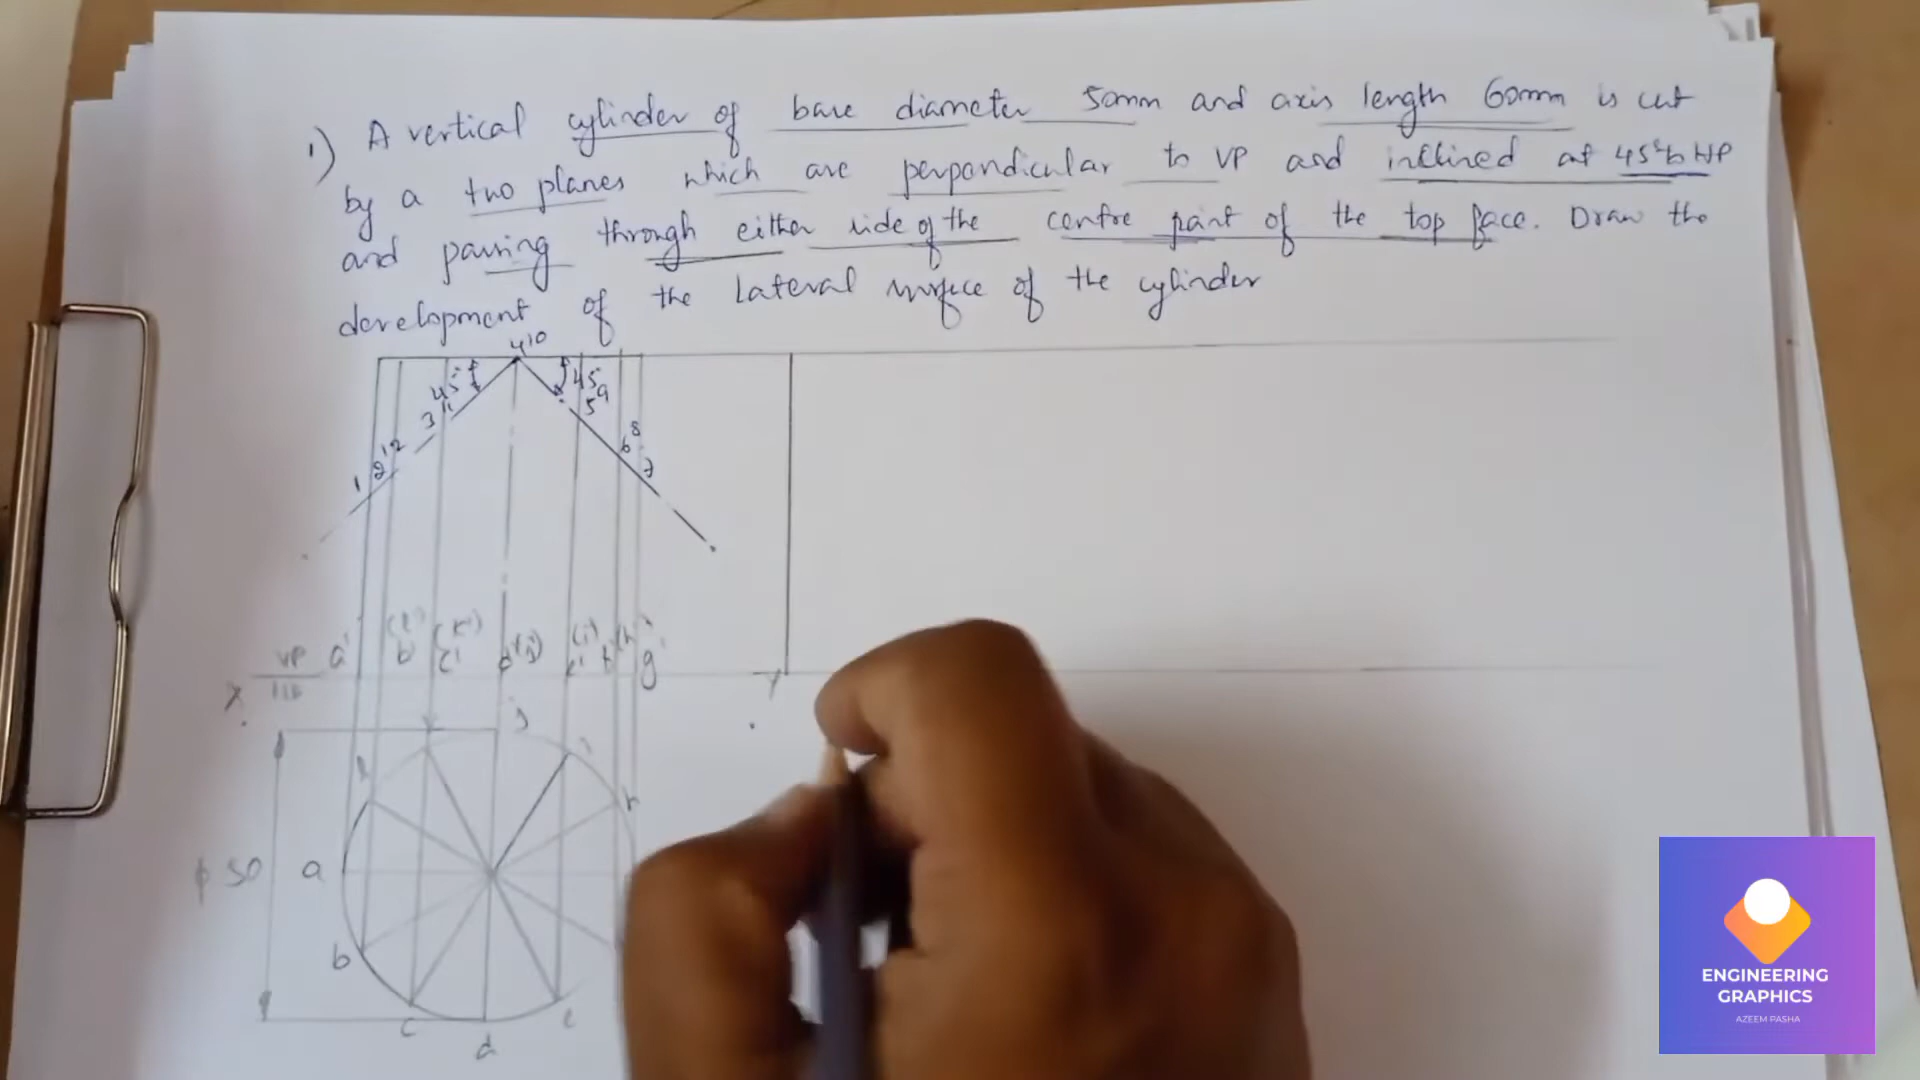 1) A vertical cylinder of base diameter 50mm and axis length 60mm is cut
by a two planes which are perpendicular to VP and inclined at 45° to HP
and passing through either side of the centre point of the top face. Draw the
development of the lateral surface of the cylinder
4 10
45° 45°
3 11 5 9
2 12 6 8
1 7
(l') (k') (j') (i') (h')
VP a' b' c' d' e' f' g'
X HP Y
j
k i
l h
ϕ 50 a
b
c e
d
ENGINEERING
GRAPHICS
AZEEM PASHA